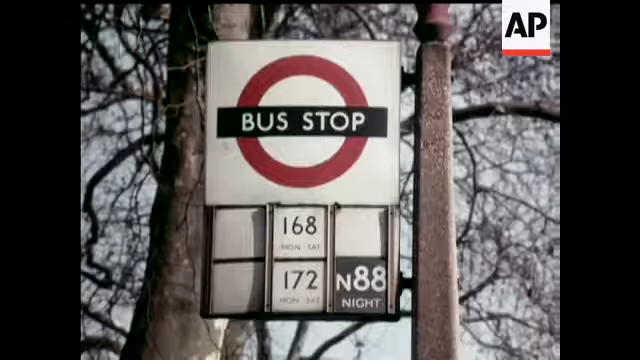 AP
BUS STOP
168
MON SAT
172
MON SAT
N88
NIGHT